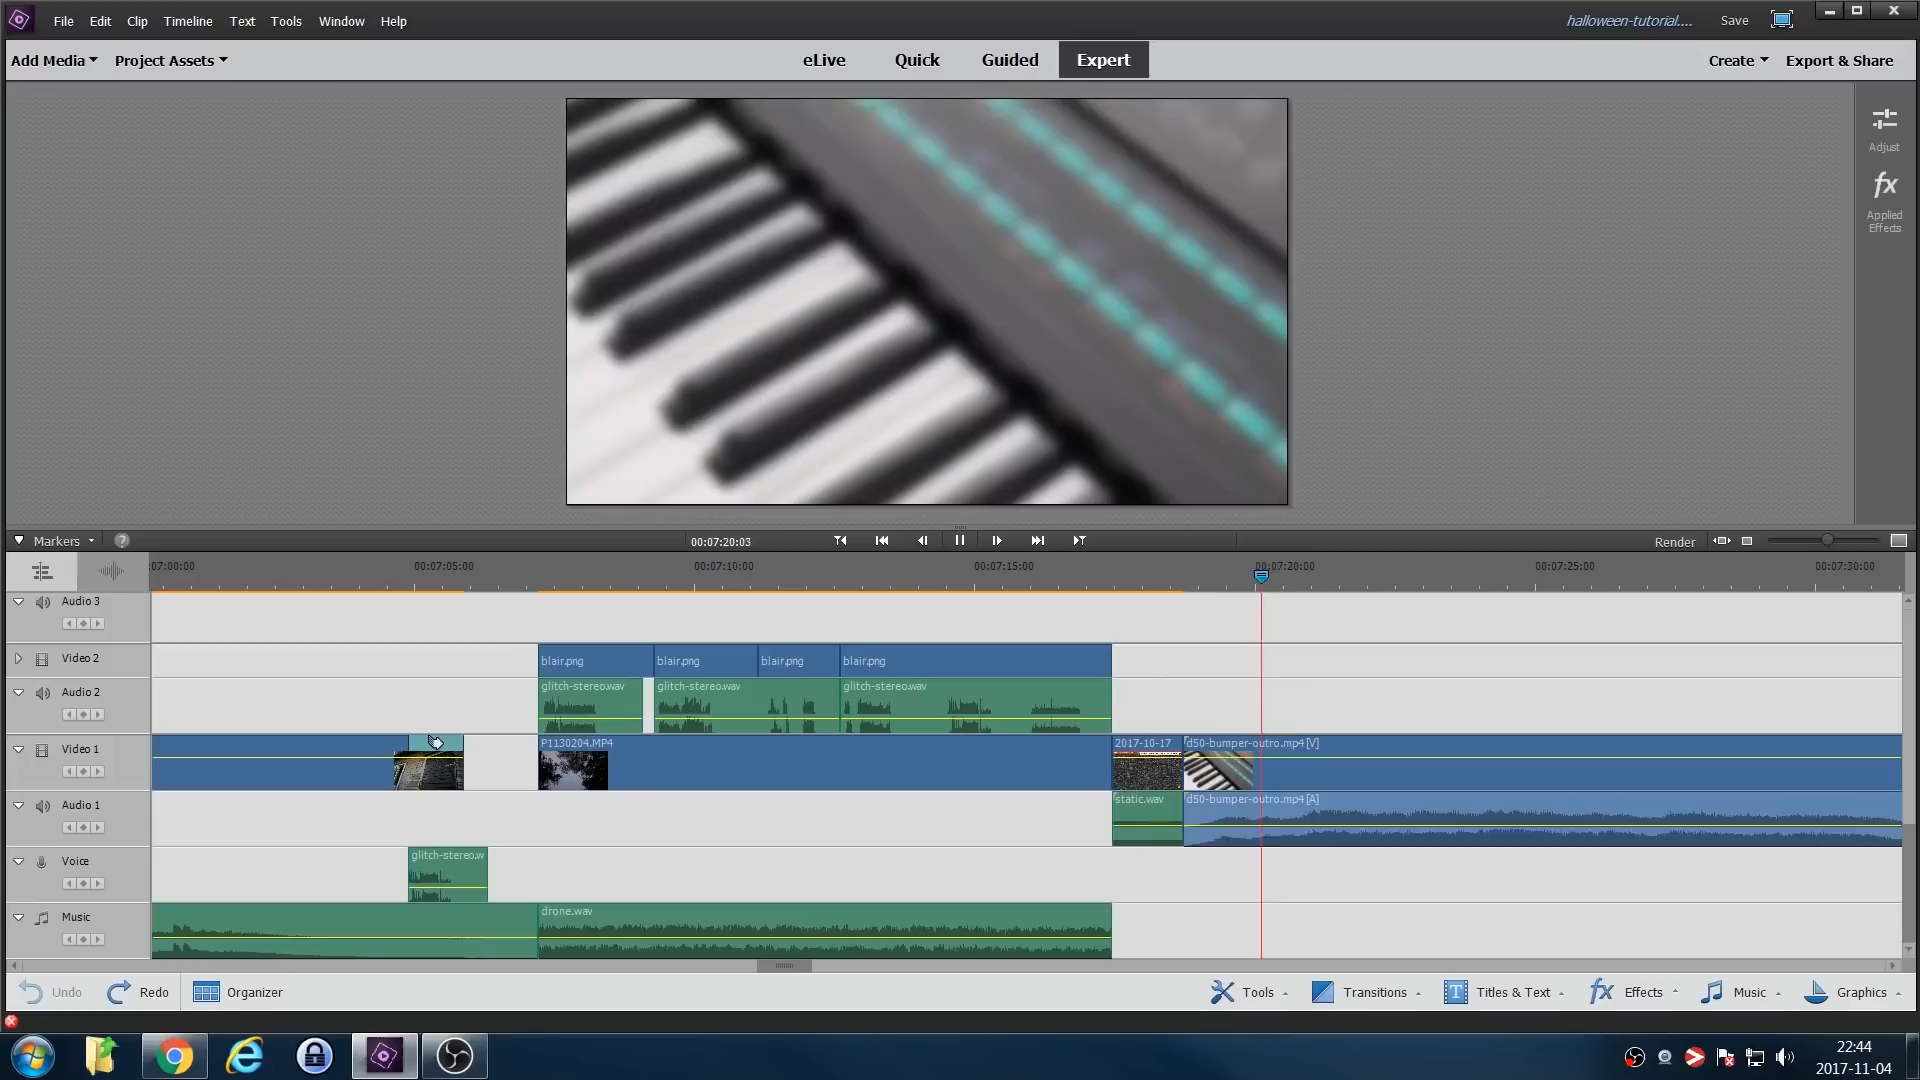 File Edit Clip Timeline Text Tools Window Help
halloween-tutorial.... Save
Add Media Project Assets
eLive Quick Guided Expert
Create Export & Share
Adjust
fx
Applied
Effects
Markers ?
00:07:20:03
Render
07:00:00 00:07:05:00 00:07:10:00 00:07:15:00 00:07:20:00 00:07:25:00 00:07:30:00
Audio 3
Video 2
blair.png blair.png blair.png blair.png
Audio 2
glitch-stereo.wav glitch-stereo.wav glitch-stereo.wav
Video 1
P1130204.MP4 2017-10-17 d50-bumper-outro.mp4 [V]
Audio 1
static.wav d50-bumper-outro.mp4 [A]
Voice
glitch-stereo.w
Music
drone.wav
Undo Redo Organizer
Tools Transitions T Titles & Text fx Effects Music Graphics
22:44
2017-11-04